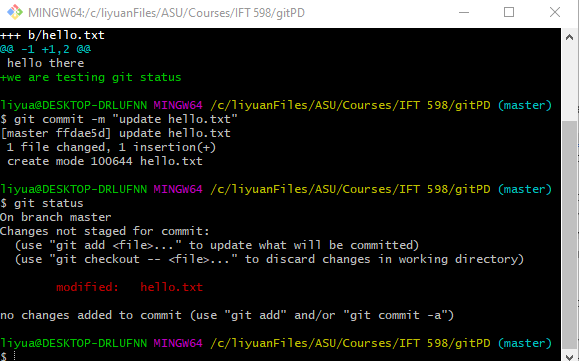 MINGW64:/c/liyuanFiles/ASU/Courses/IFT 598/gitPD
+++ b/hello.txt
@@ -1 +1,2 @@
 hello there
+we are testing git status
liyua@DESKTOP-DRLUFNN MINGW64 /c/liyuanFiles/ASU/Courses/IFT 598/gitPD (master)
$ git commit -m "update hello.txt"
[master ffdae5d] update hello.txt
 1 file changed, 1 insertion(+)
 create mode 100644 hello.txt
liyua@DESKTOP-DRLUFNN MINGW64 /c/liyuanFiles/ASU/Courses/IFT 598/gitPD (master)
$ git status
On branch master
Changes not staged for commit:
  (use "git add <file>..." to update what will be committed)
  (use "git checkout -- <file>..." to discard changes in working directory)
        modified:   hello.txt
no changes added to commit (use "git add" and/or "git commit -a")
liyua@DESKTOP-DRLUFNN MINGW64 /c/liyuanFiles/ASU/Courses/IFT 598/gitPD (master)
$